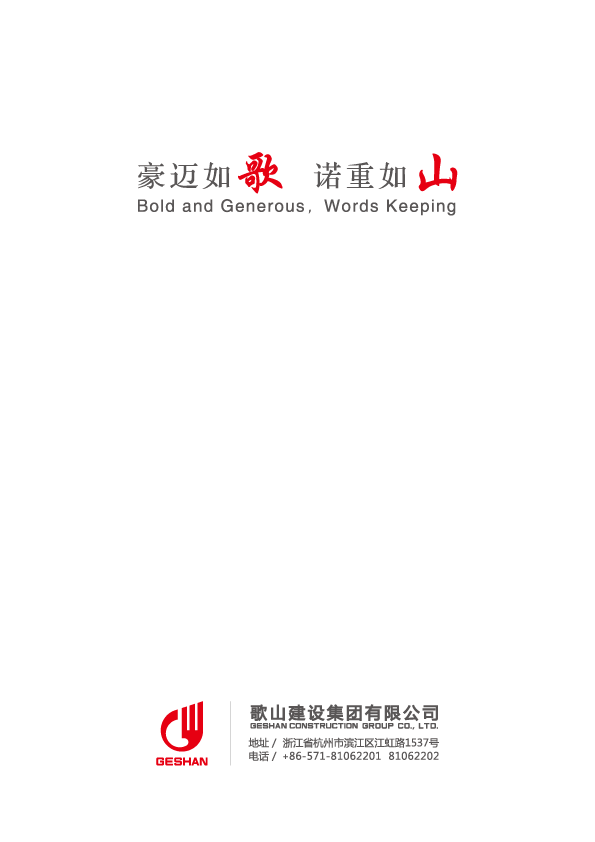 豪迈如歌 诺重如山
Bold and Generous, Words Keeping
GESHAN
歌山建设集团有限公司
GESHAN CONSTRUCTION GROUP CO., LTD.
地址 / 浙江省杭州市滨江区江虹路1537号
电话 / +86-571-81062201 81062202